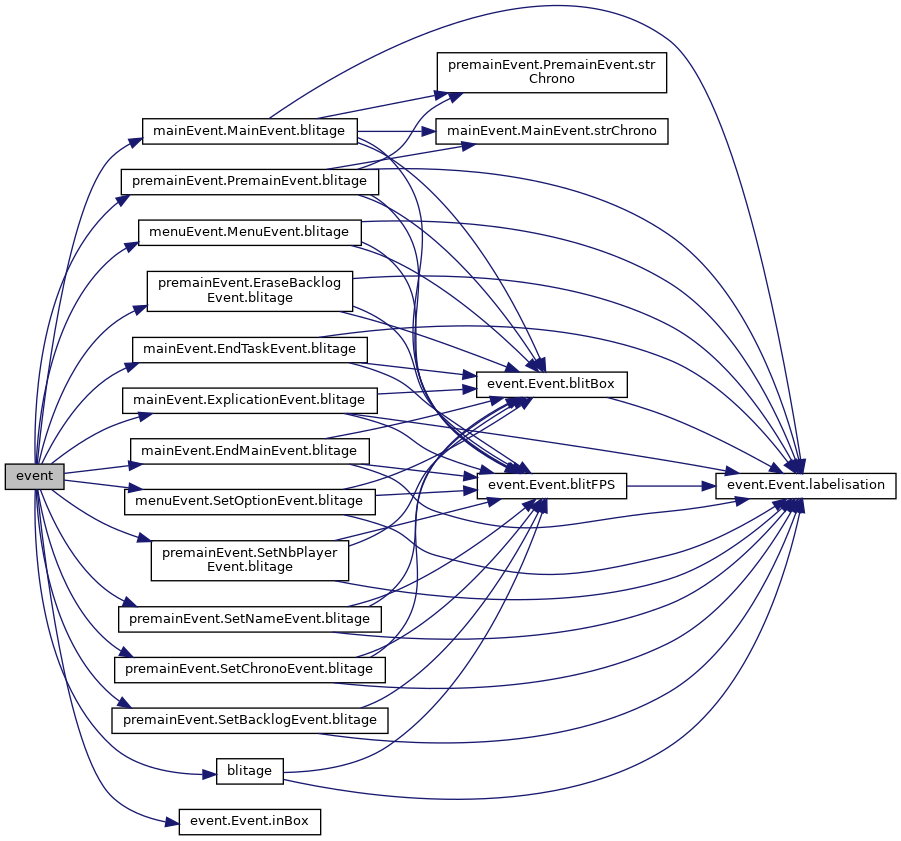 premainEvent.PremainEvent.str
Chrono
mainEvent.MainEvent.blitage
mainEvent.MainEvent.strChrono
premainEvent.PremainEvent.blitage
menuEvent.MenuEvent.blitage
premainEvent.EraseBacklog
Event.blitage
mainEvent.EndTaskEvent.blitage
event.Event.blitBox
mainEvent.ExplicationEvent.blitage
mainEvent.EndMainEvent.blitage
event
event.Event.blitFPS
event.Event.labelisation
menuEvent.SetOptionEvent.blitage
premainEvent.SetNbPlayer
Event.blitage
premainEvent.SetNameEvent.blitage
premainEvent.SetChronoEvent.blitage
premainEvent.SetBacklogEvent.blitage
blitage
event.Event.inBox